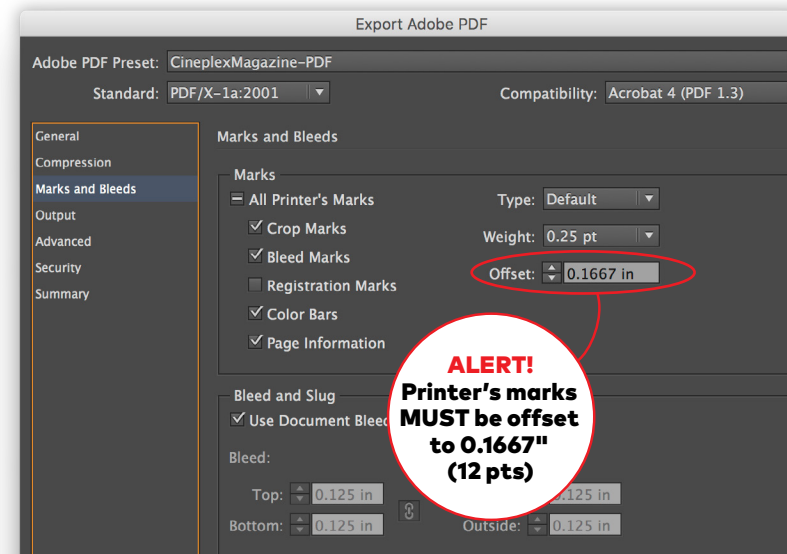 Export Adobe PDF
Adobe PDF Preset: CineplexMagazine-PDF
Standard: PDF/X-1a:2001
Compatibility: Acrobat 4 (PDF 1.3)
General
Compression
Marks and Bleeds
Output
Advanced
Security
Summary
Marks and Bleeds
Marks
All Printer's Marks
Crop Marks
Bleed Marks
Registration Marks
Color Bars
Page Information
Type: Default
Weight: 0.25 pt
Offset: 0.1667 in
ALERT!
Printer's marks
MUST be offset
to 0.1667"
(12 pts)
Bleed and Slug
Use Document Bleed
Bleed:
Top: 0.125 in
Bottom: 0.125 in
0.125 in
Outside: 0.125 in